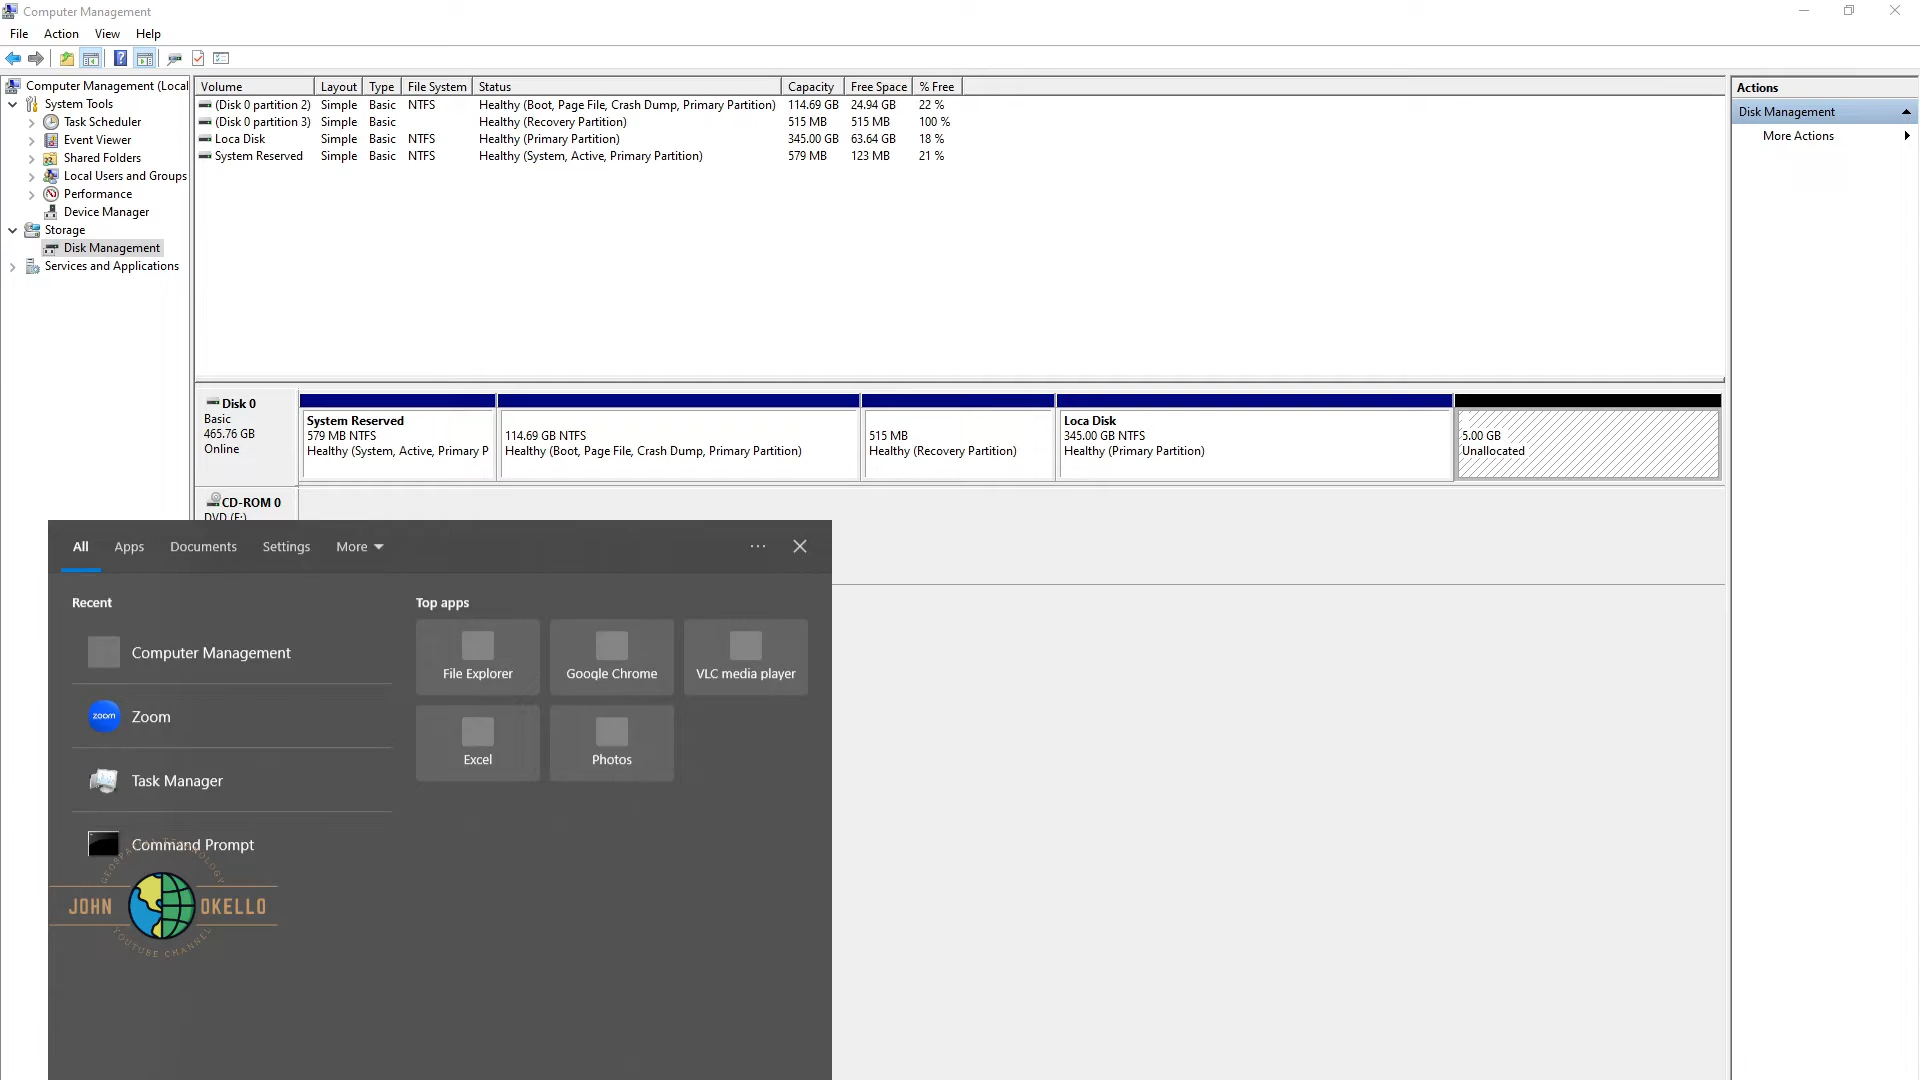 Computer Management
File Action View Help
Computer Management (Local
System Tools
Task Scheduler
Event Viewer
Shared Folders
Local Users and Groups
Performance
Device Manager
Storage
Disk Management
Services and Applications
Volume Layout Type File System Status Capacity Free Space % Free
(Disk 0 partition 2) Simple Basic NTFS Healthy (Boot, Page File, Crash Dump, Primary Partition) 114.69 GB 24.94 GB 22 %
(Disk 0 partition 3) Simple Basic Healthy (Recovery Partition) 515 MB 515 MB 100 %
Loca Disk Simple Basic NTFS Healthy (Primary Partition) 345.00 GB 63.64 GB 18 %
System Reserved Simple Basic NTFS Healthy (System, Active, Primary Partition) 579 MB 123 MB 21 %
Actions
Disk Management
More Actions
Disk 0
Basic
465.76 GB
Online
System Reserved
579 MB NTFS
Healthy (System, Active, Primary P
114.69 GB NTFS
Healthy (Boot, Page File, Crash Dump, Primary Partition)
515 MB
Healthy (Recovery Partition)
Loca Disk
345.00 GB NTFS
Healthy (Primary Partition)
5.00 GB
Unallocated
CD-ROM 0
DVD (E:)
All Apps Documents Settings More
Recent
Computer Management
zoom
Zoom
Task Manager
Command Prompt
Top apps
File Explorer
Google Chrome
VLC media player
Excel
Photos
JOHN OKELLO
YOUTUBE CHANNEL